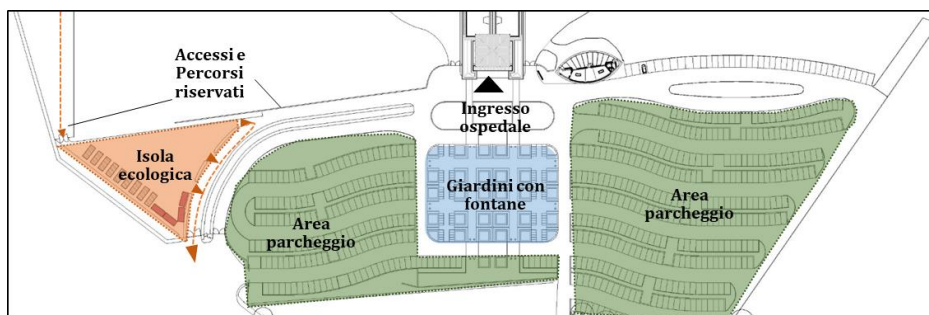 Accessi e
Percorsi
riservati
Ingresso
ospedale
Isola
ecologica
Giardini con
fontane
Area
parcheggio
Area
parcheggio